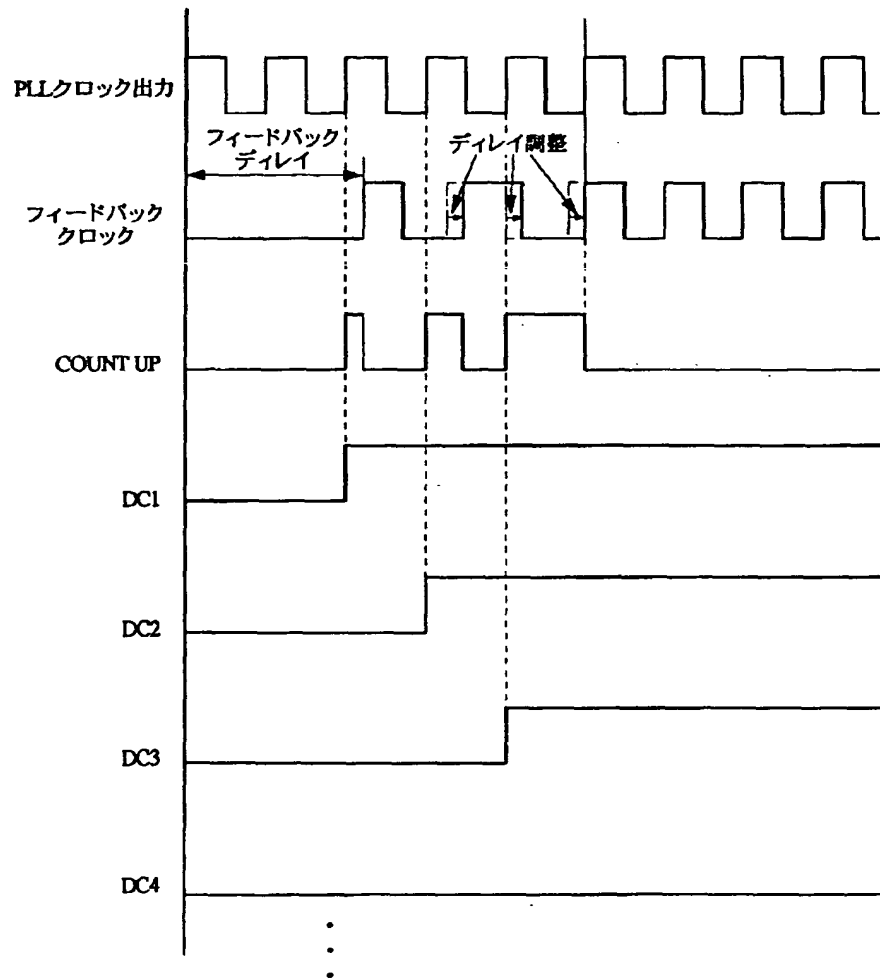 PLLクロック出力
フィードバック
ディレイ
ディレイ調整
フィードバック
クロック
COUNT UP
DC1
DC2
DC3
DC4